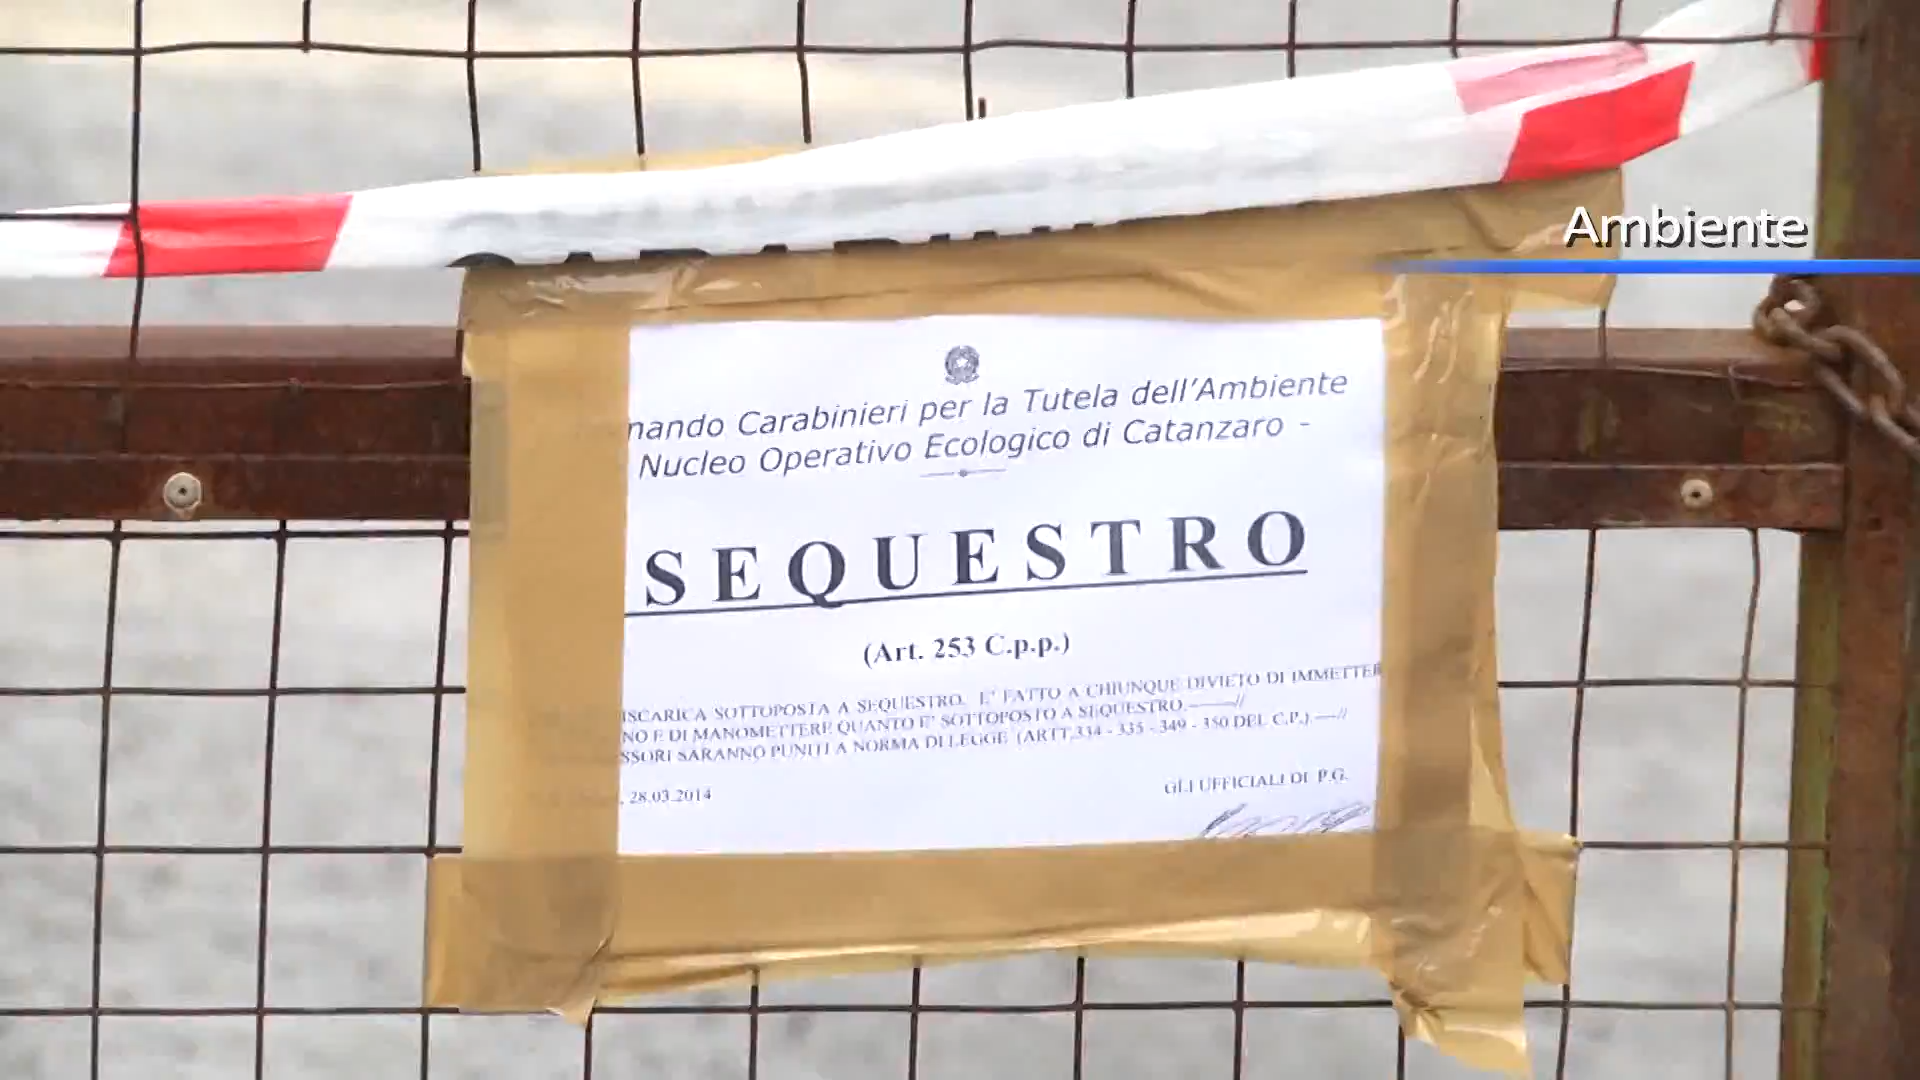 Ambiente
nando Carabinieri per la Tutela dell'Ambiente
Nucleo Operativo Ecologico di Catanzaro -
SEQUESTRO
(Art. 253 C.p.p.)
ISCARICA SOTTOPOSTA A SEQUESTRO. E' FATTO A CHIUNQUE DIVIETO DI IMMETTER
NO E DI MANOMETTERE QUANTO E' SOTTOPOSTO A SEQUESTRO.———//
SSORI SARANNO PUNITI A NORMA DI LEGGE (ARTT.334 - 335 - 349 - 350 DEL C.P.).—//
, 28.03.2014
GLI UFFICIALI DI P.G.